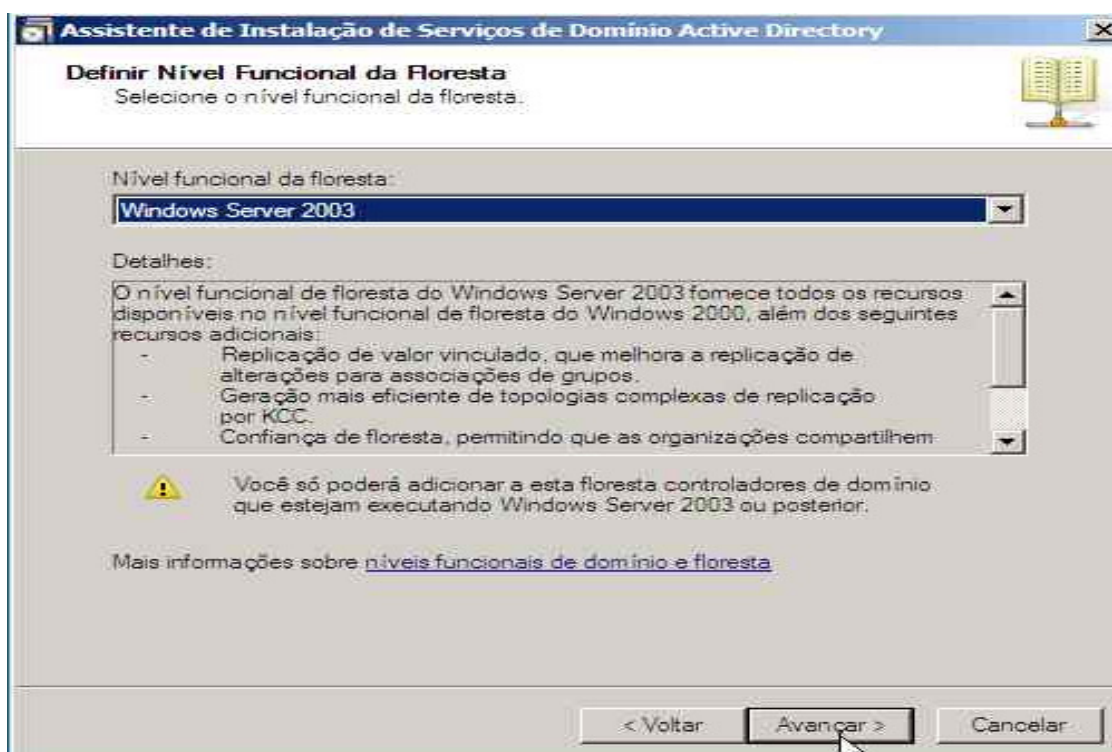 Assistente de Instalação de Serviços de Domínio Active Directory
Definir Nível Funcional da Floresta
Selecione o nível funcional da floresta.
Nível funcional da floresta:
Windows Server 2003
Detalhes:
O nível funcional de floresta do Windows Server 2003 fornece todos os recursos
disponíveis no nível funcional de floresta do Windows 2000, além dos seguintes
recursos adicionais:
- Replicação de valor vinculado, que melhora a replicação de
alterações para associações de grupos.
- Geração mais eficiente de topologias complexas de replicação
por KCC.
- Confiança de floresta, permitindo que as organizações compartilhem
Você só poderá adicionar a esta floresta controladores de domínio
que estejam executando Windows Server 2003 ou posterior.
Mais informações sobre níveis funcionais de domínio e floresta
< Voltar
Avançar >
Cancelar